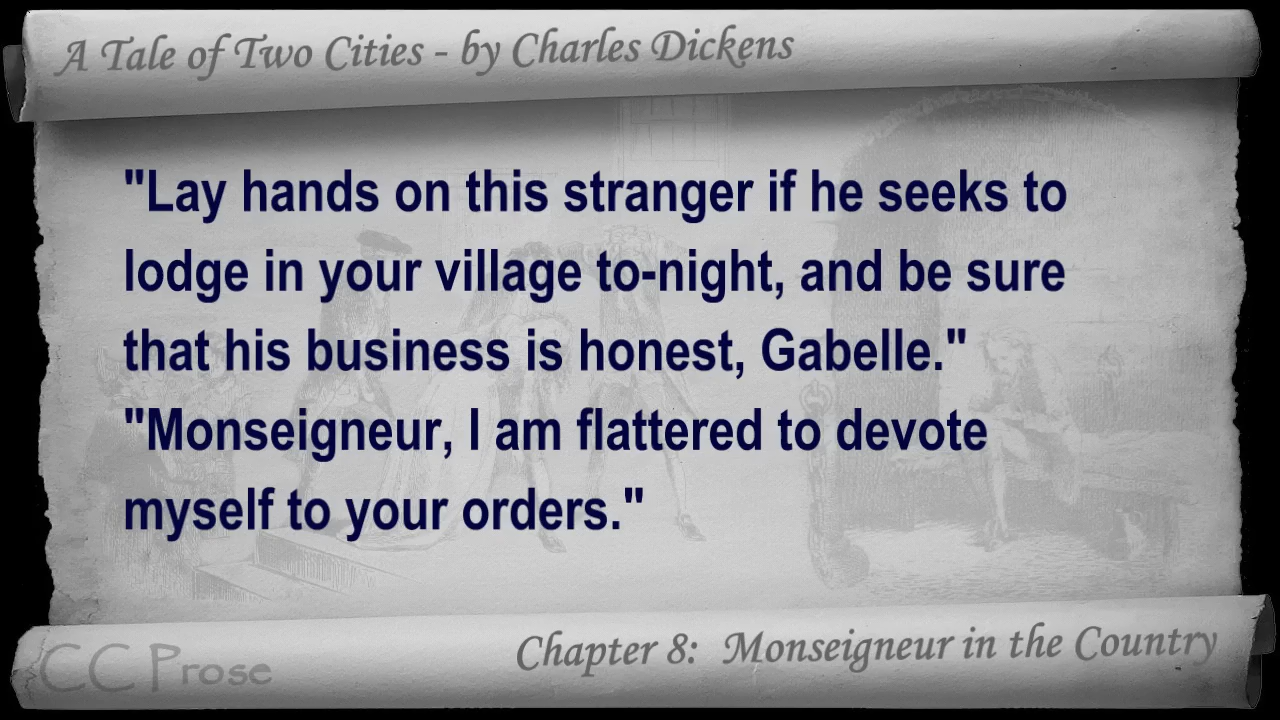 A Tale of Two Cities - by Charles Dickens
"Lay hands on this stranger if he seeks to
lodge in your village to-night, and be sure
that his business is honest, Gabelle."
"Monseigneur, I am flattered to devote
myself to your orders."
Chapter 8: Monseigneur in the Country
CC Prose